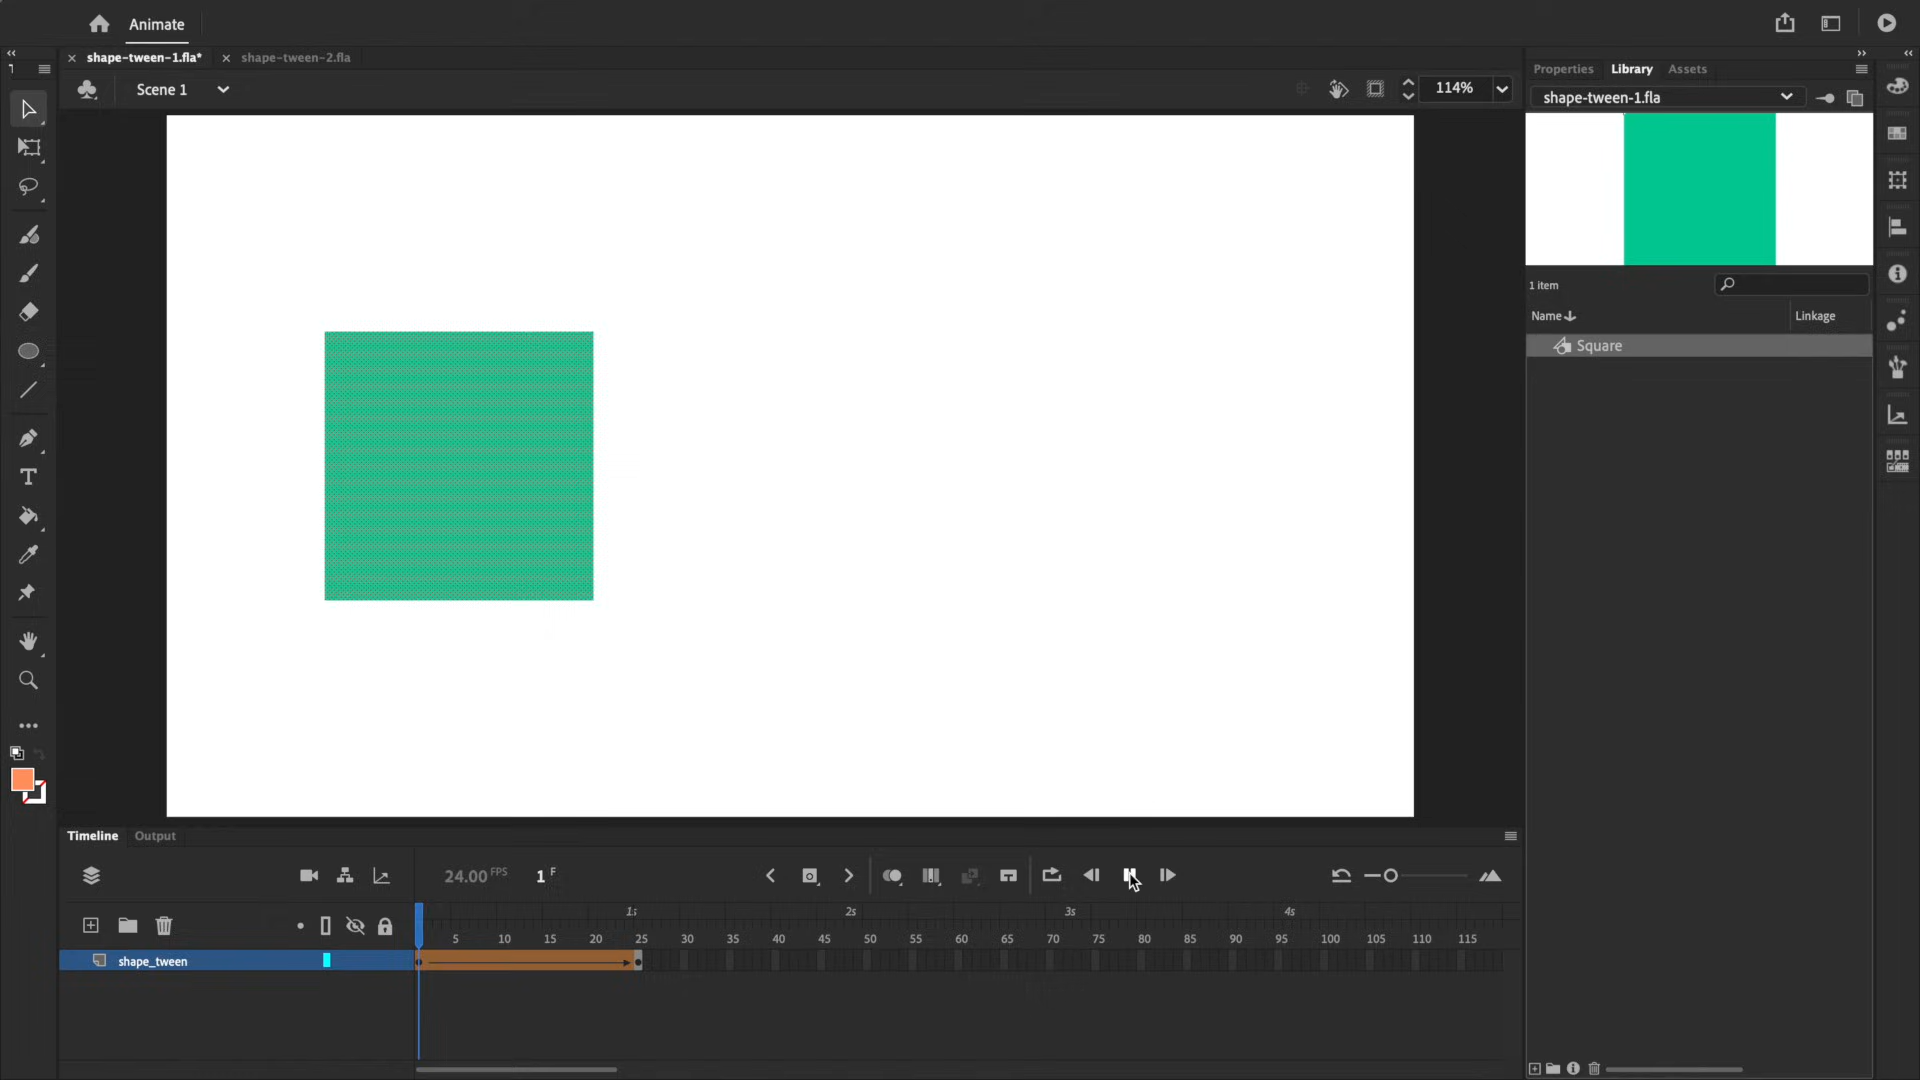 Animate
shape-tween-1.fla*
shape-tween-2.fla
Scene 1
114%
Properties
Library
Assets
shape-tween-1.fla
1 item
Name
Linkage
Square
Timeline
Output
24.00 FPS
1 F
1s
2s
3s
4s
5 10 15 20 25 30 35 40 45 50 55 60 65 70 75 80 85 90 95 100 105 110 115
shape_tween